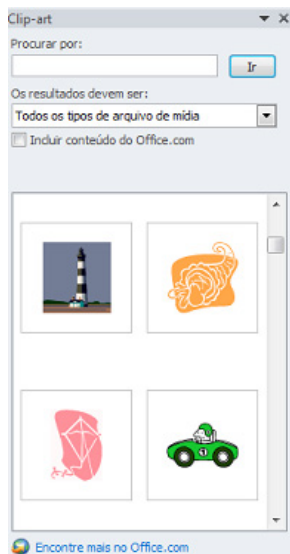 Clip-art
Procurar por:
Ir
Os resultados devem ser:
Todos os tipos de arquivo de mídia
Incluir conteúdo do Office.com
1
Encontre mais no Office.com